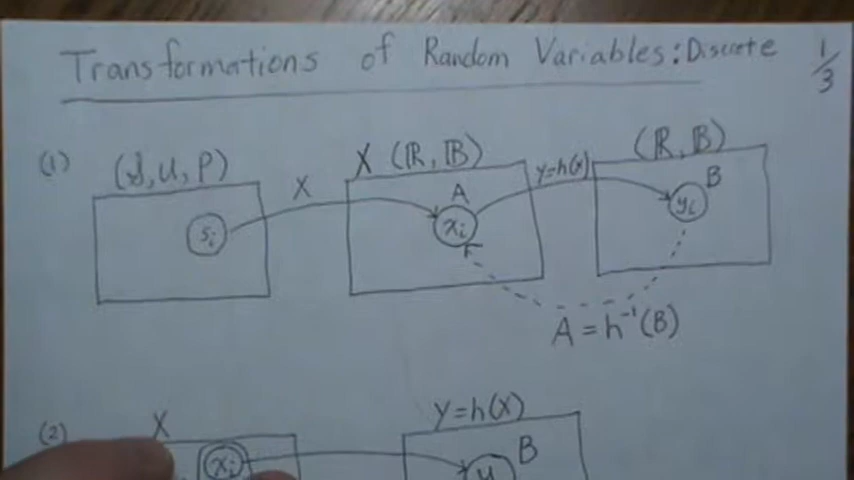 Transformations of Random Variables: Discrete 1/3
(1) (S, U, P) X X (R, B) y=h(x) (R, B)
si A xi B yi
A = h⁻¹(B)
(2) X Y=h(X)
xi B y